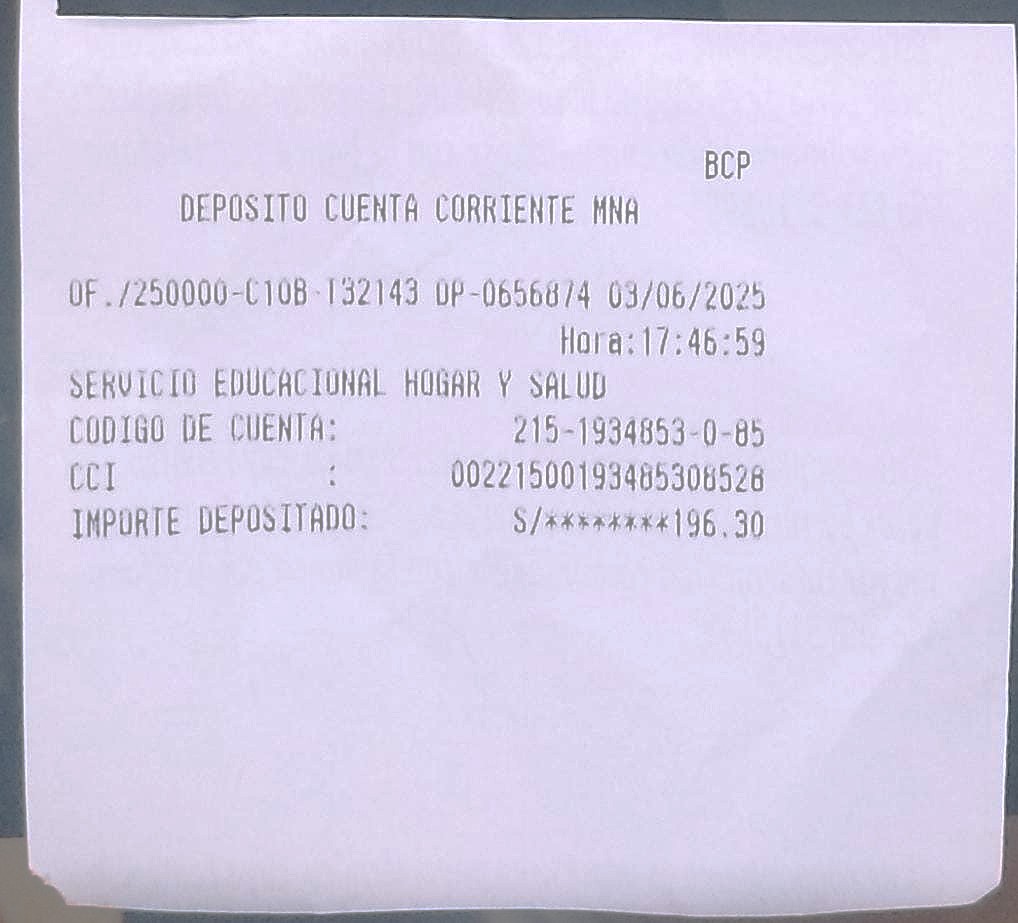 BCP
DEPOSITO CUENTA CORRIENTE MNA
OF./250000-C10B T32143 OP-0656874 03/06/2025
Hora:17:46:59
SERVICIO EDUCACIONAL HOGAR Y SALUD
CODIGO DE CUENTA: 215-1934853-0-85
CCI : 00221500193485308528
IMPORTE DEPOSITADO: S/********196.30